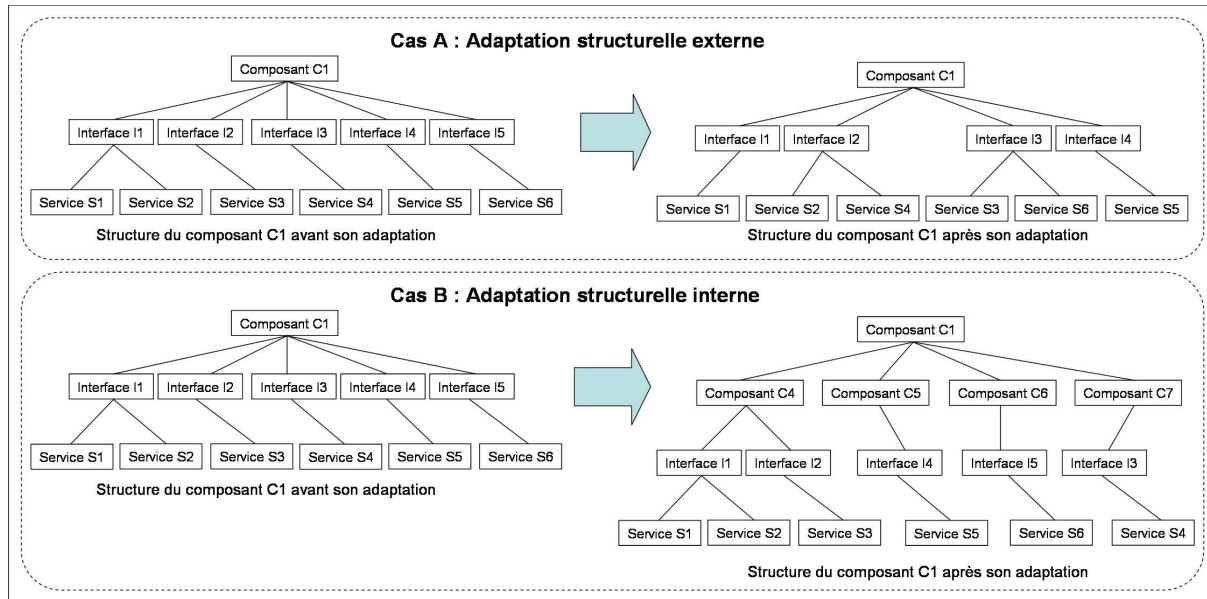 Cas A : Adaptation structurelle externe
Composant C1
Interface I1
Interface I2
Interface I3
Interface I4
Interface I5
Service S1
Service S2
Service S3
Service S4
Service S5
Service S6
Structure du composant C1 avant son adaptation
Composant C1
Interface I1
Interface I2
Interface I3
Interface I4
Service S1
Service S2
Service S4
Service S3
Service S6
Service S5
Structure du composant C1 après son adaptation
Cas B : Adaptation structurelle interne
Composant C1
Interface I1
Interface I2
Interface I3
Interface I4
Interface I5
Service S1
Service S2
Service S3
Service S4
Service S5
Service S6
Structure du composant C1 avant son adaptation
Composant C1
Composant C4
Composant C5
Composant C6
Composant C7
Interface I1
Interface I2
Interface I4
Interface I5
Interface I3
Service S1
Service S2
Service S3
Service S5
Service S6
Service S4
Structure du composant C1 après son adaptation